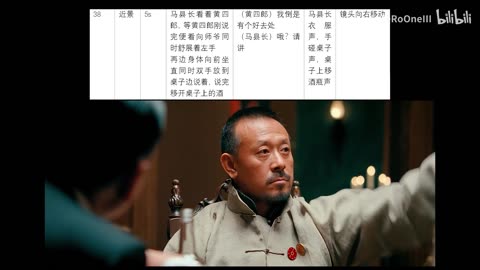 RoOneIII bilibili
38 近景 5s 马县长看着黄四 （黄四郎）我倒是 马县长 镜头向右移动
郎，等黄四郎刚说 有个好去处 衣服
完便看向师爷同 （马县长）哦？请 声，手
时舒展着左手 讲 碰桌子
再边身体向前坐 声，桌
直同时双手放到 子上移
桌子边说着，说完 酒瓶声
移开桌子上的酒